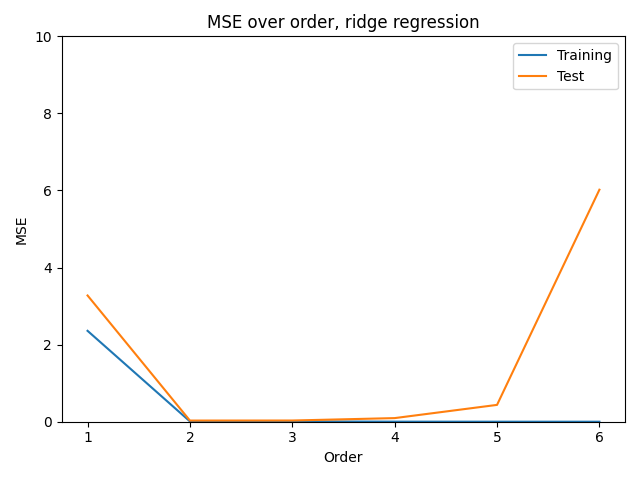 MSE over order, ridge regression
Training
Test
10
8
6
4
2
0
MSE
1 2 3 4 5 6
Order